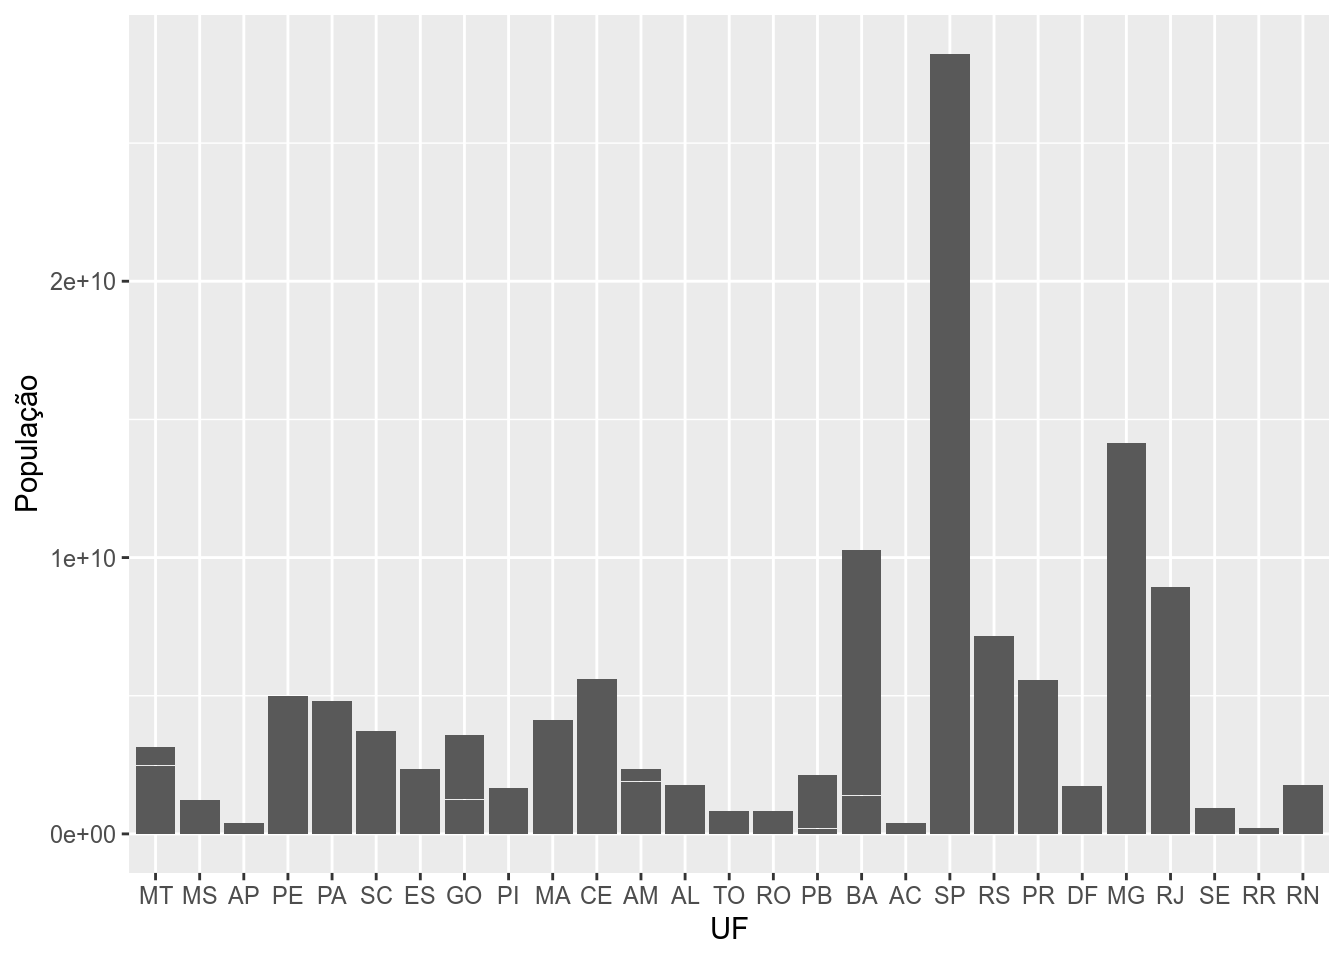 População
2e+10
1e+10
0e+00
MT MS AP PE PA SC ES GO PI MA CE AM AL TO RO PB BA AC SP RS PR DF MG RJ SE RR RN
UF